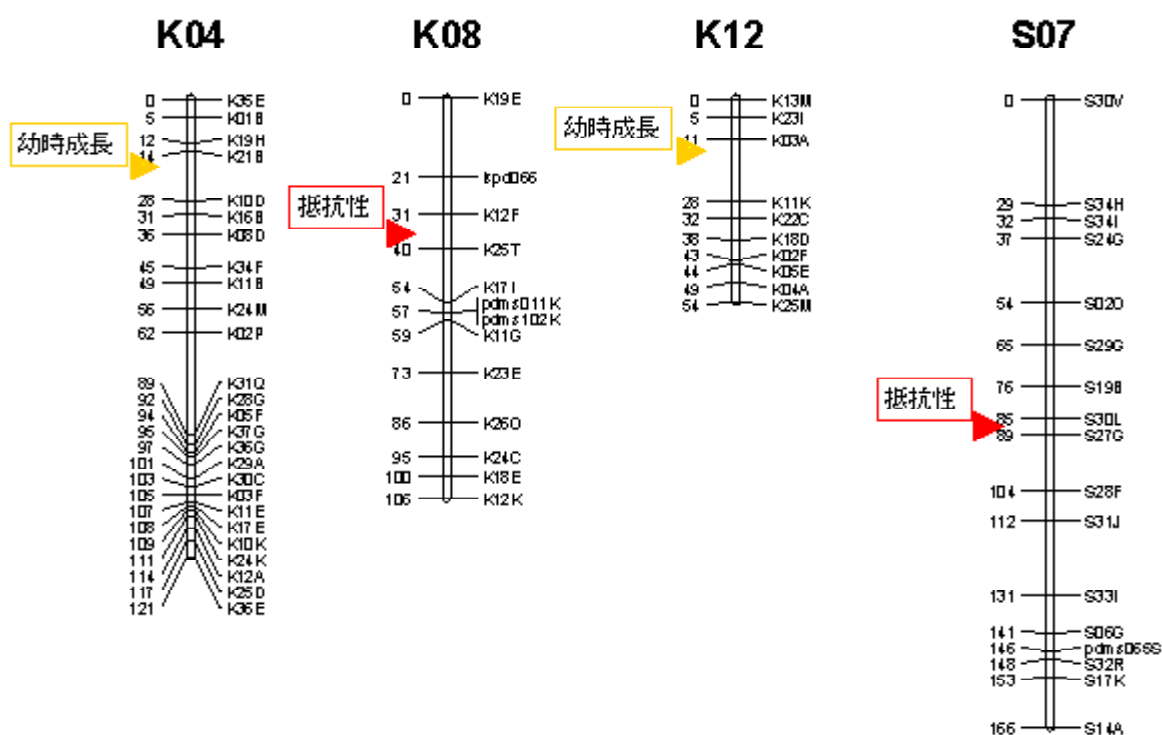 K04 K08 K12 S07
幼時成長
0 K35E
5 K01B
12 K19H
14 K21B
28 K10D
31 K16B
36 K08D
45 K34F
49 K11B
56 K24M
62 K02P
89 K31Q
92 K28G
94 K05F
95 K37G
97 K36G
101 K29A
103 K30C
105 K03F
107 K11E
108 K17E
109 K10K
111 K24K
114 K12A
117 K25D
121 K36E
抵抗性
0 K19E
21
31 K12F
40 K25T
54 K17I
57 pdms011K
pdms102K
59 K11G
73 K23E
86 K26O
95 K24C
100 K18E
106 K12K
幼時成長
0 K13M
5 K23I
11 K03A
28 K11K
32 K22C
38 K18D
43 K02F
44 K05E
49 K04A
54 K25M
抵抗性
0 S30V
29 S34H
32 S34I
37 S24G
54 S02O
65 S29G
76 S19B
85 S30L
89 S27G
104 S28F
112 S31J
131 S33I
141 S06G
146
148 S32R
153 S17K
166 S14A